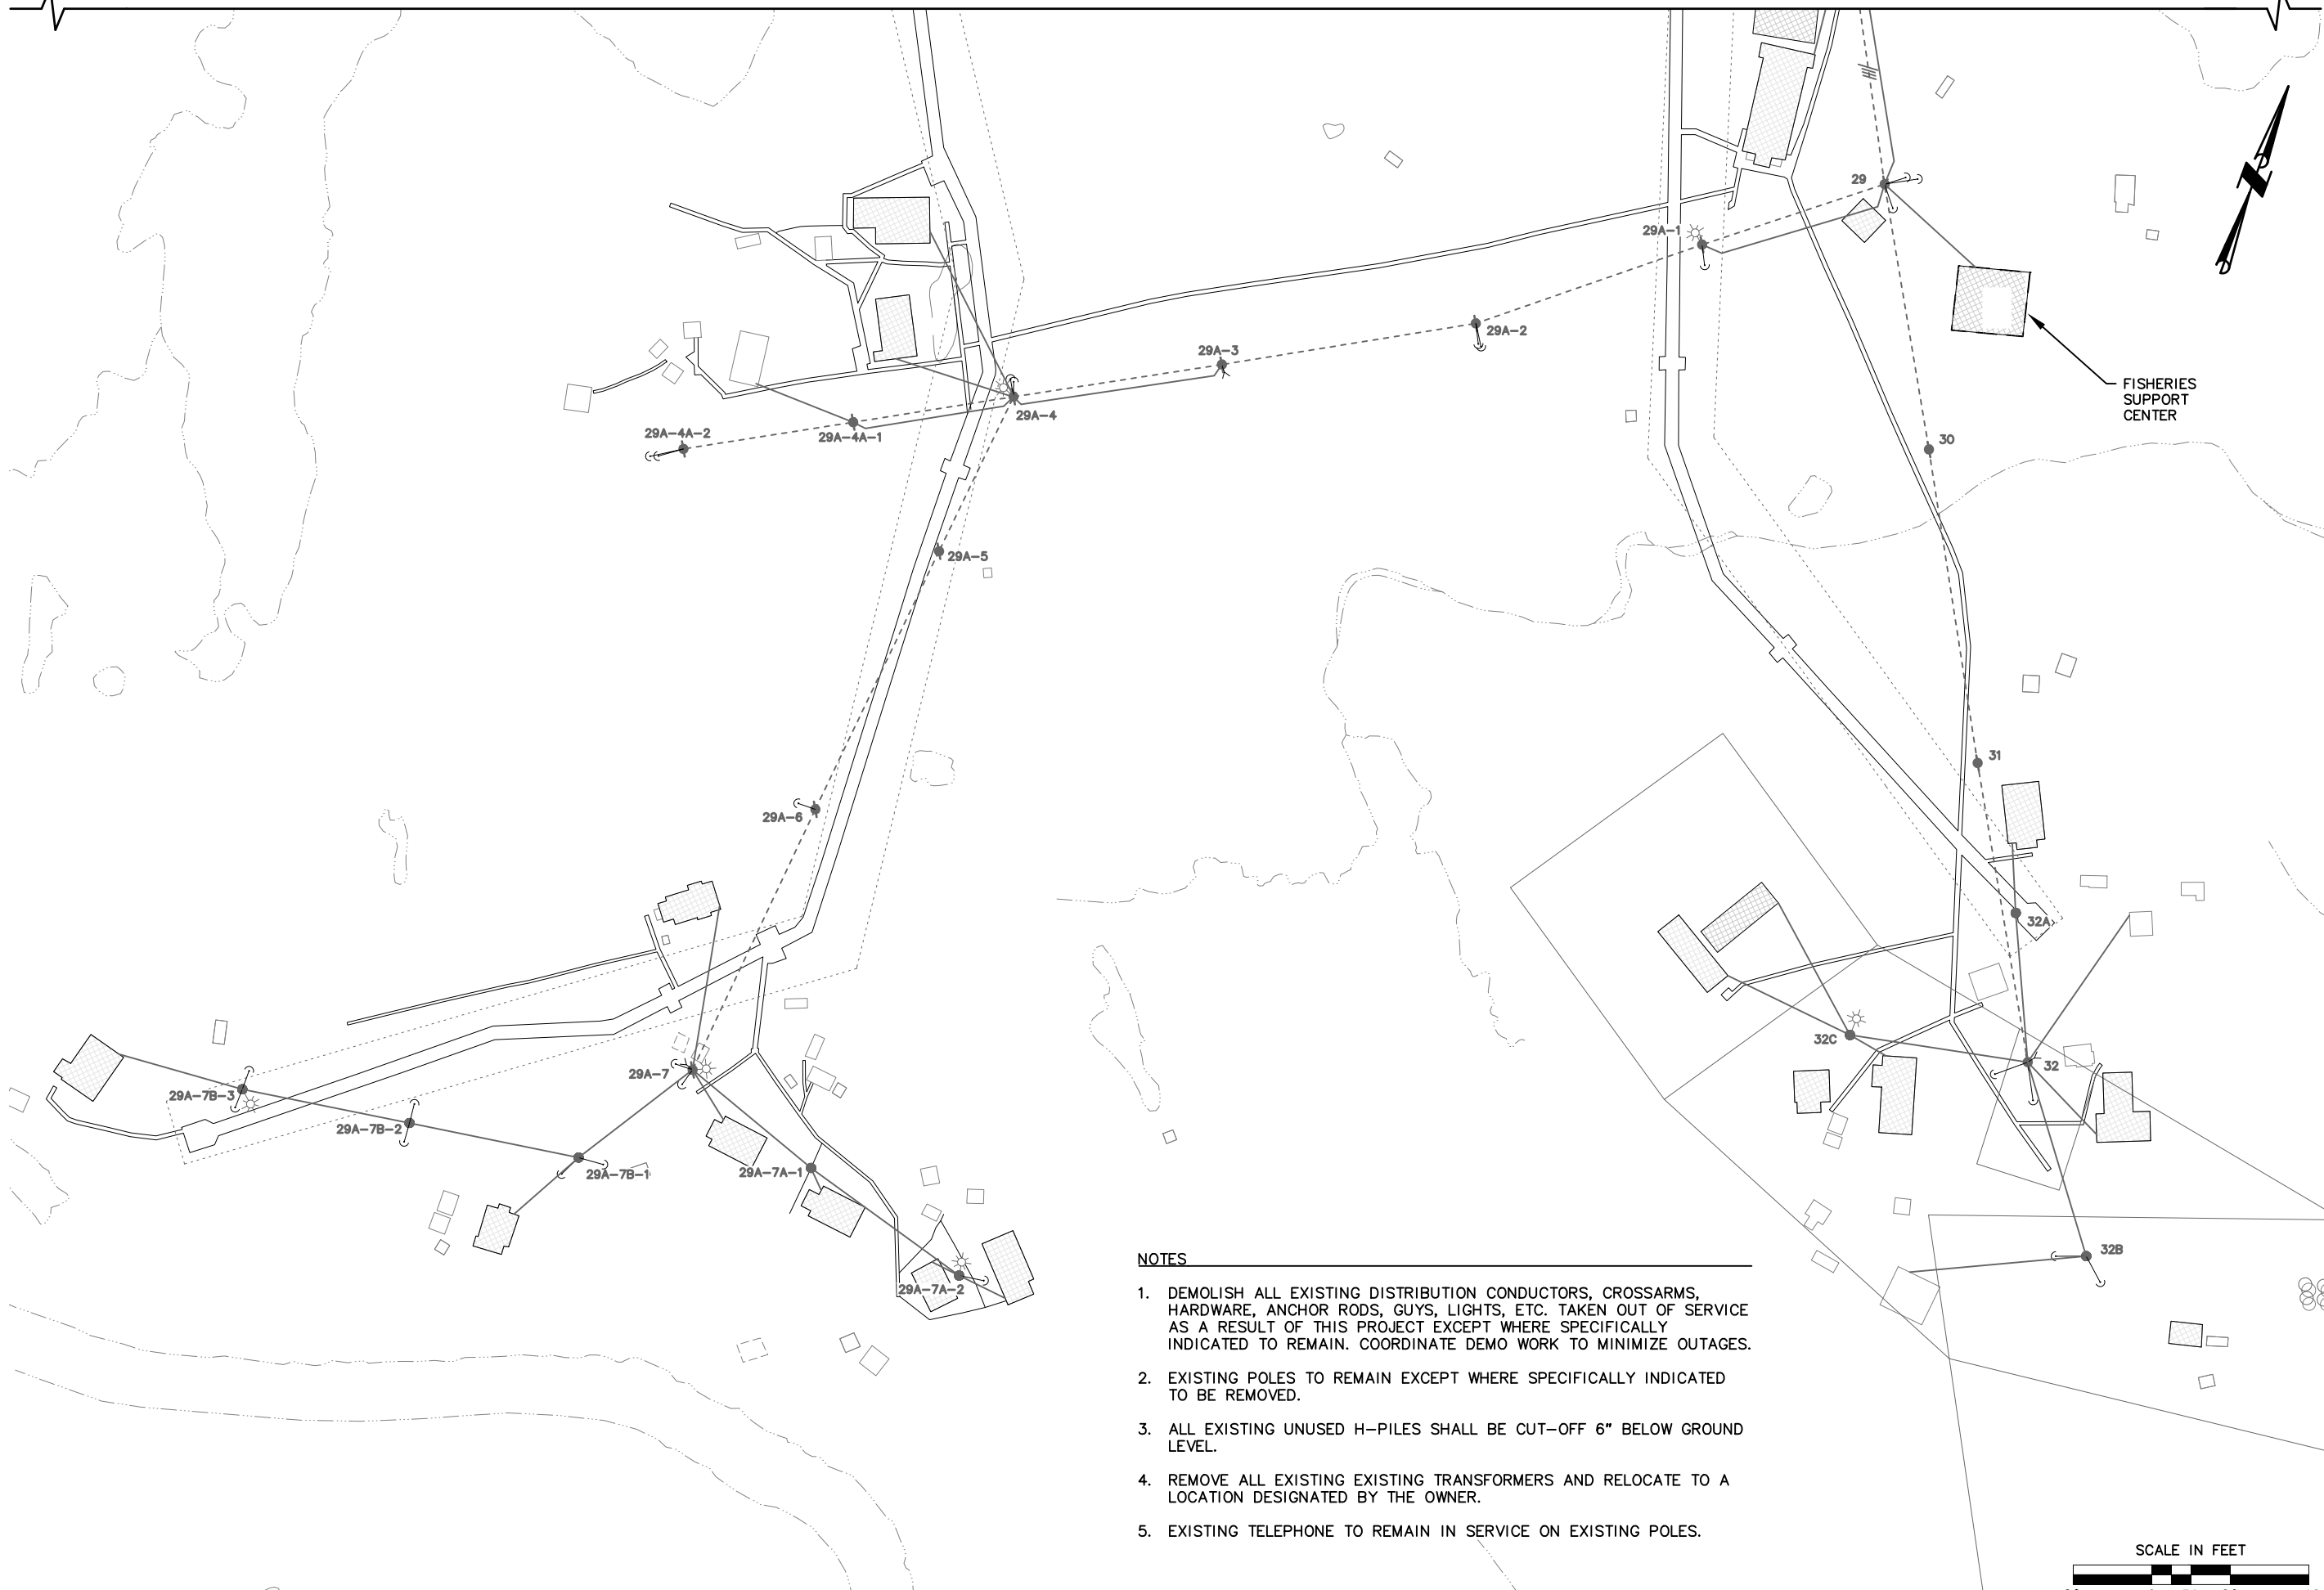 29
29A-1
29A-2
29A-3
FISHERIES
SUPPORT
CENTER
29A-4
29A-4A-2
29A-4A-1
30
29A-5
31
29A-6
32A
32C
32
29A-7
29A-7B-3
29A-7B-2
29A-7B-1
29A-7A-1
29A-7A-2
32B
NOTES
1. DEMOLISH ALL EXISTING DISTRIBUTION CONDUCTORS, CROSSARMS,
HARDWARE, ANCHOR RODS, GUYS, LIGHTS, ETC. TAKEN OUT OF SERVICE
AS A RESULT OF THIS PROJECT EXCEPT WHERE SPECIFICALLY
INDICATED TO REMAIN. COORDINATE DEMO WORK TO MINIMIZE OUTAGES.
2. EXISTING POLES TO REMAIN EXCEPT WHERE SPECIFICALLY INDICATED
TO BE REMOVED.
3. ALL EXISTING UNUSED H-PILES SHALL BE CUT-OFF 6" BELOW GROUND
LEVEL.
4. REMOVE ALL EXISTING EXISTING TRANSFORMERS AND RELOCATE TO A
LOCATION DESIGNATED BY THE OWNER.
5. EXISTING TELEPHONE TO REMAIN IN SERVICE ON EXISTING POLES.
SCALE IN FEET